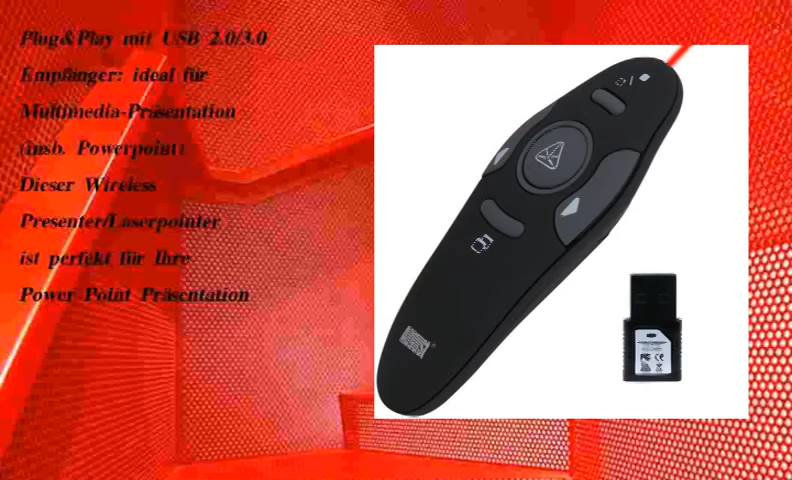 Plug&Play mit USB 2.0/3.0
Empfänger: ideal für
Multimedia-Präsentation
(insb. Powerpoint)
Dieser Wireless
Presenter/Laserpointer
ist perfekt für Ihre
Power Point Präsentation